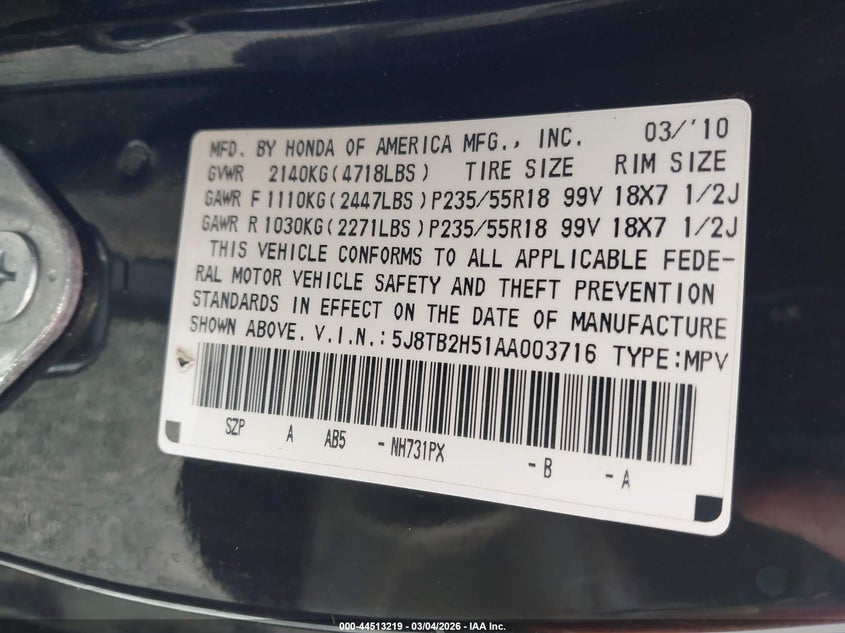 MFD. BY HONDA OF AMERICA MFG., INC. 03/'10
GVWR 2140KG(4718LBS) TIRE SIZE RIM SIZE
GAWR F 1110KG(2447LBS)P235/55R18 99V 18X7 1/2J
GAWR R 1030KG(2271LBS)P235/55R18 99V 18X7 1/2J
THIS VEHICLE CONFORMS TO ALL APPLICABLE FEDE-
RAL MOTOR VEHICLE SAFETY AND THEFT PREVENTION
STANDARDS IN EFFECT ON THE DATE OF MANUFACTURE
SHOWN ABOVE. V.I.N.:5J8TB2H51AA003716 TYPE:MPV
SZP A AB5 - NH731PX - B - A
000-44513219 - 03/04/2026 - IAA Inc.